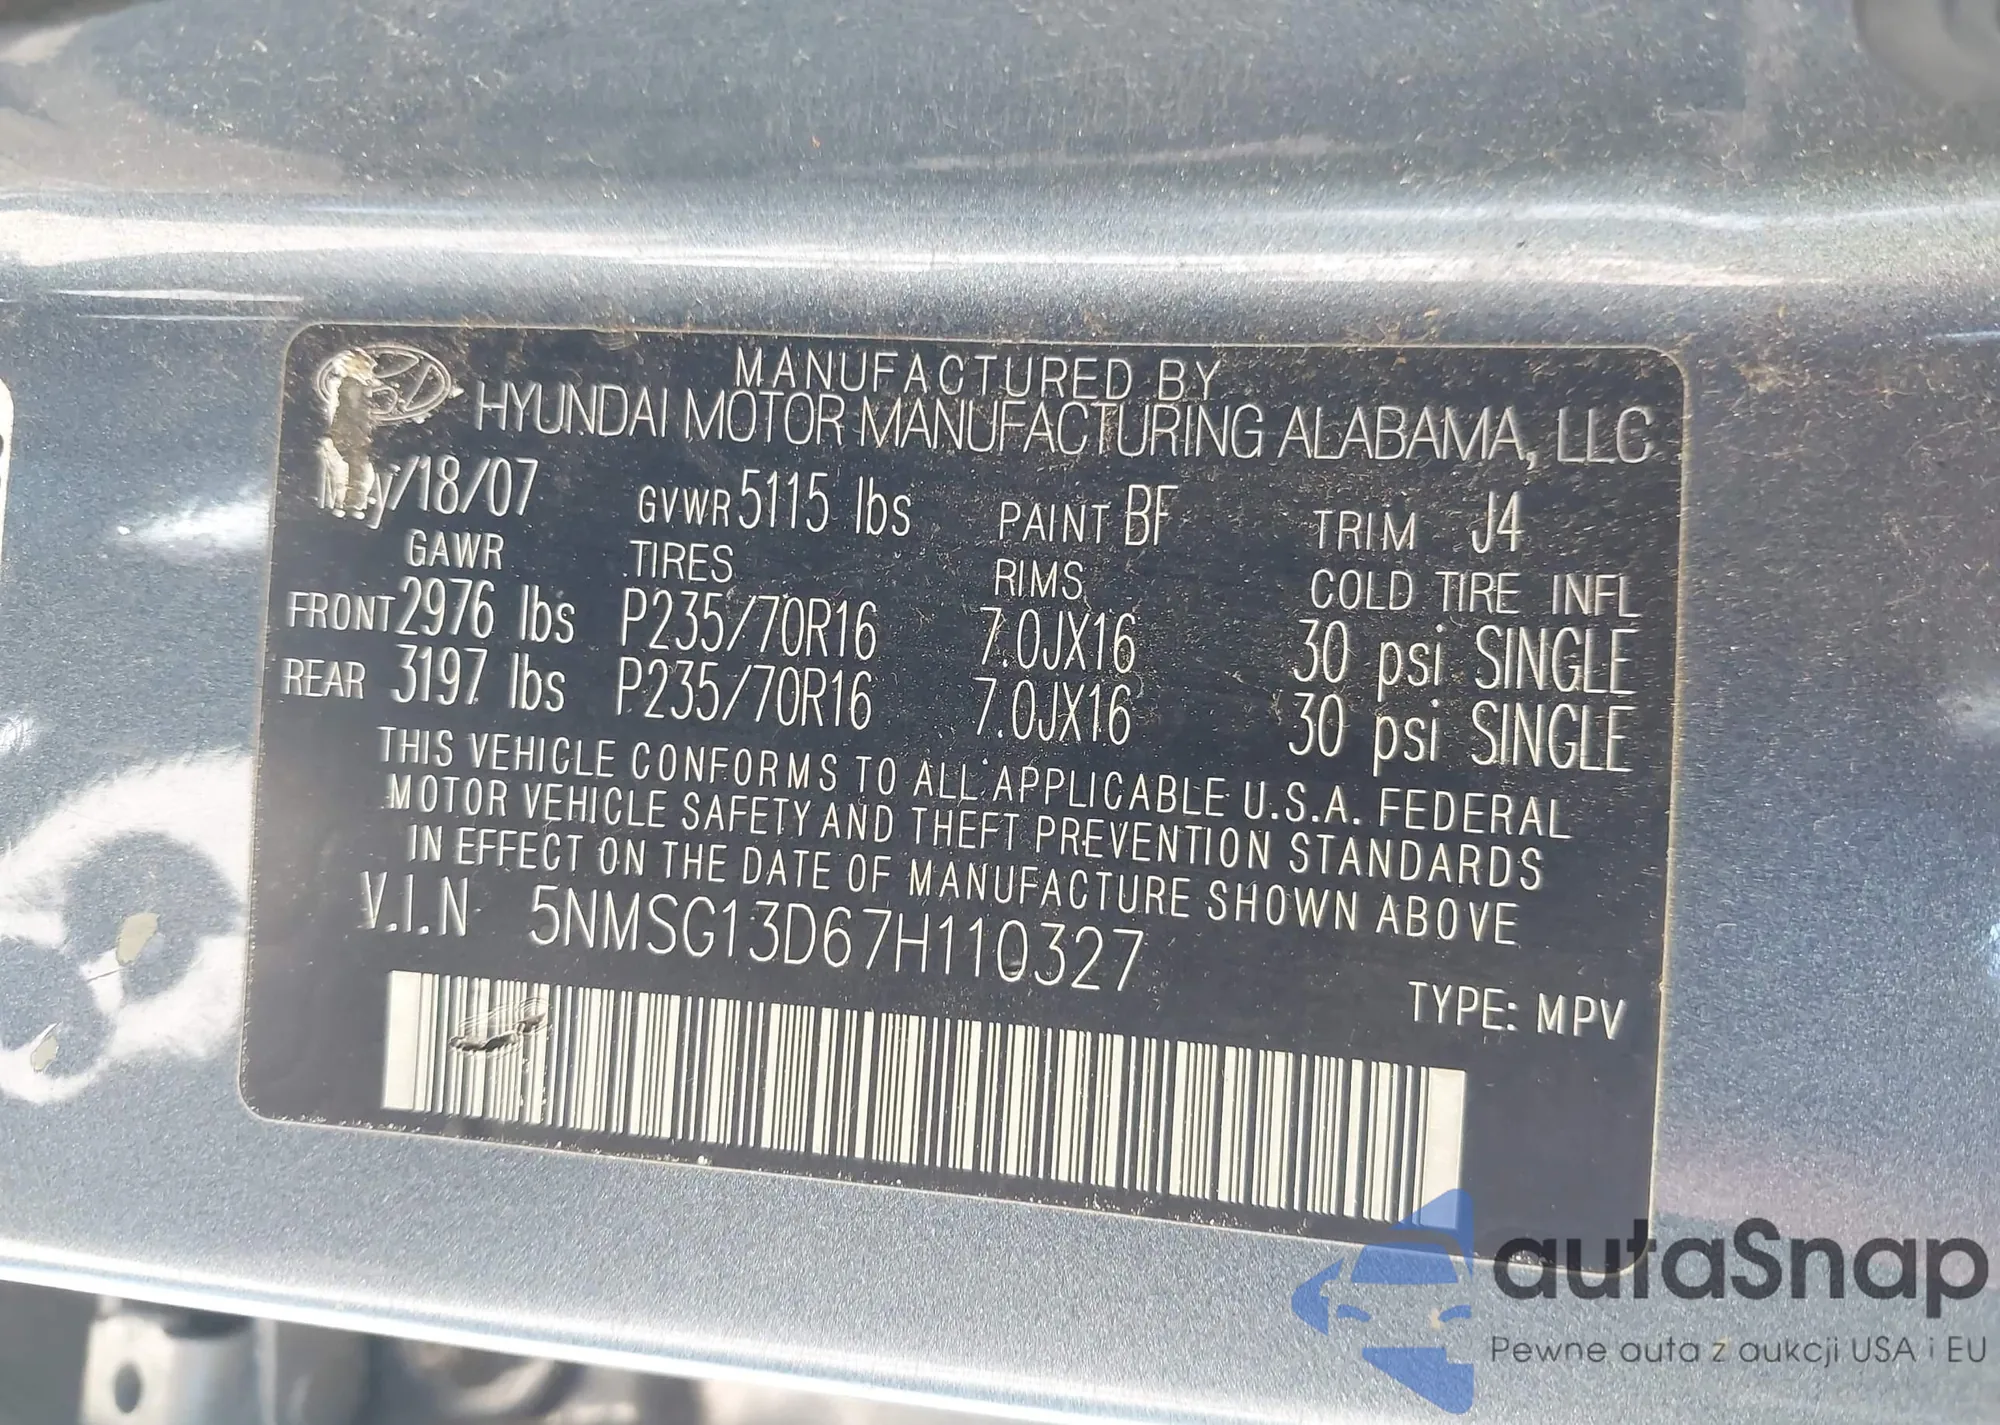 MANUFACTURED BY
HYUNDAI MOTOR MANUFACTURING ALABAMA, LLC
May/18/07 GVWR 5115 lbs PAINT BF TRIM J4
GAWR TIRES RIMS COLD TIRE INFL
FRONT 2976 lbs P235/70R16 7.0JX16 30 psi SINGLE
REAR 3197 lbs P235/70R16 7.0JX16 30 psi SINGLE
THIS VEHICLE CONFORMS TO ALL APPLICABLE U.S.A. FEDERAL
MOTOR VEHICLE SAFETY AND THEFT PREVENTION STANDARDS
IN EFFECT ON THE DATE OF MANUFACTURE SHOWN ABOVE
V.I.N 5NMSG13D67H110327
TYPE: MPV
autaSnap
Pewne auta z aukcji USA i EU